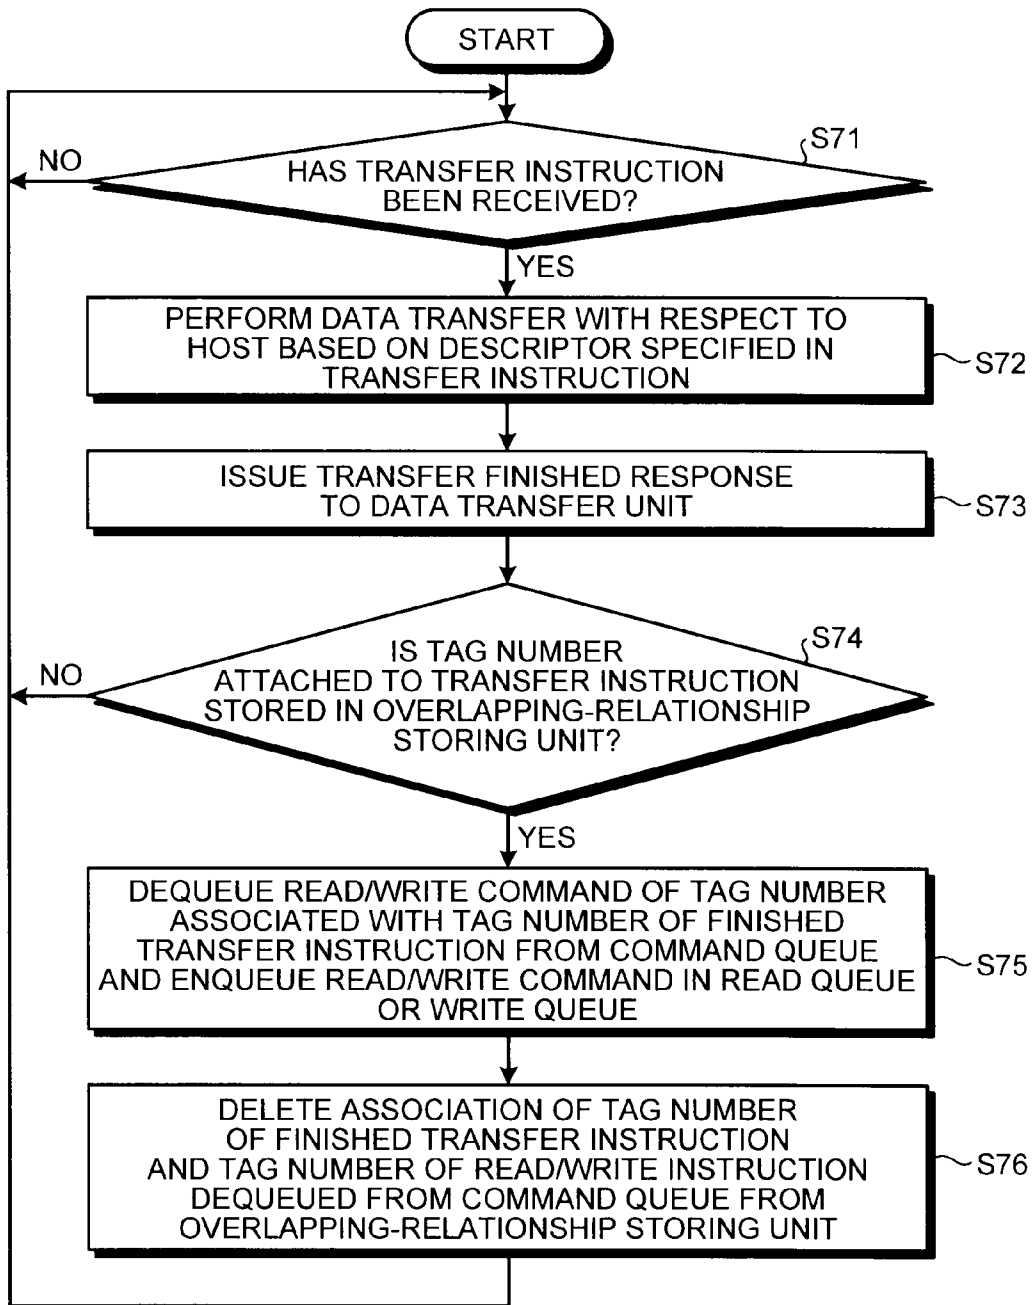 START
S71
NO
HAS TRANSFER INSTRUCTION
BEEN RECEIVED?
YES
PERFORM DATA TRANSFER WITH RESPECT TO
HOST BASED ON DESCRIPTOR SPECIFIED IN
TRANSFER INSTRUCTION
S72
ISSUE TRANSFER FINISHED RESPONSE
TO DATA TRANSFER UNIT
S73
S74
NO
IS TAG NUMBER
ATTACHED TO TRANSFER INSTRUCTION
STORED IN OVERLAPPING-RELATIONSHIP
STORING UNIT?
YES
DEQUEUE READ/WRITE COMMAND OF TAG NUMBER
ASSOCIATED WITH TAG NUMBER OF FINISHED
TRANSFER INSTRUCTION FROM COMMAND QUEUE
AND ENQUEUE READ/WRITE COMMAND IN READ QUEUE
OR WRITE QUEUE
S75
DELETE ASSOCIATION OF TAG NUMBER
OF FINISHED TRANSFER INSTRUCTION
AND TAG NUMBER OF READ/WRITE INSTRUCTION
DEQUEUED FROM COMMAND QUEUE FROM
OVERLAPPING-RELATIONSHIP STORING UNIT
S76